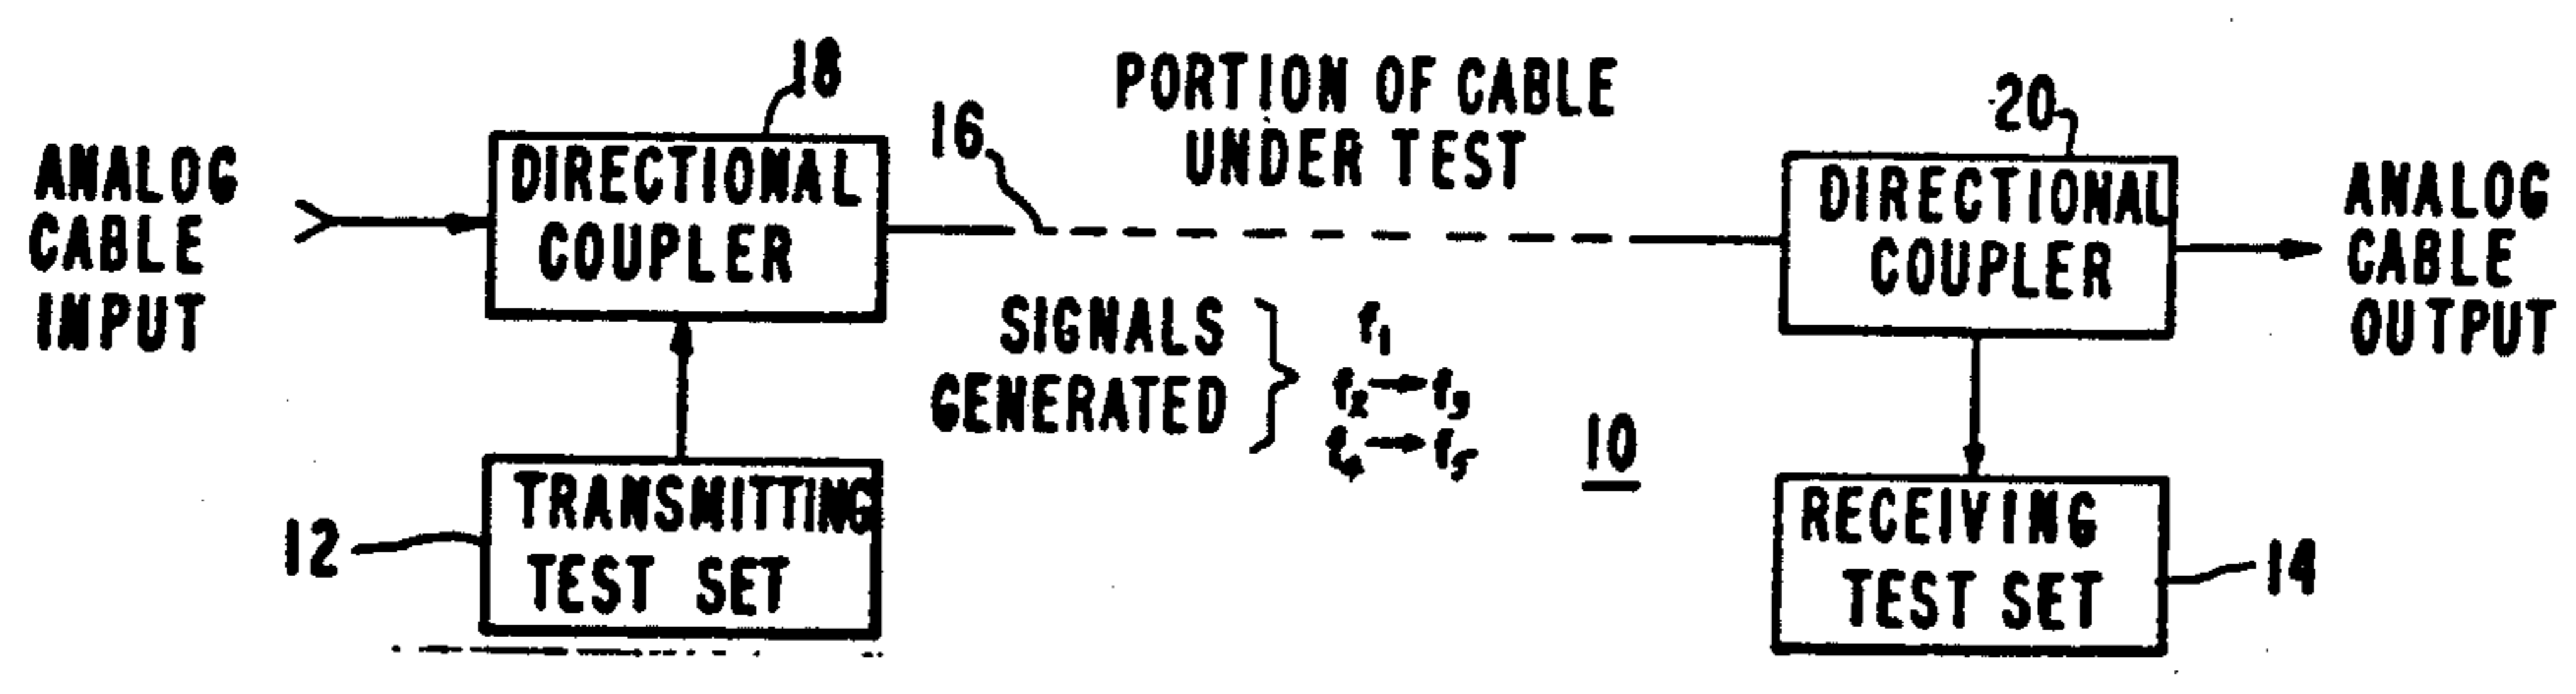 18
PORTION OF CABLE
UNDER TEST
16
20
ANALOG
CABLE
INPUT
DIRECTIONAL
COUPLER
DIRECTIONAL
COUPLER
ANALOG
CABLE
OUTPUT
SIGNALS
GENERATED
f₁
f₂ → f₃
f₄ → f₅
10
12
TRANSMITTING
TEST SET
RECEIVING
TEST SET
14